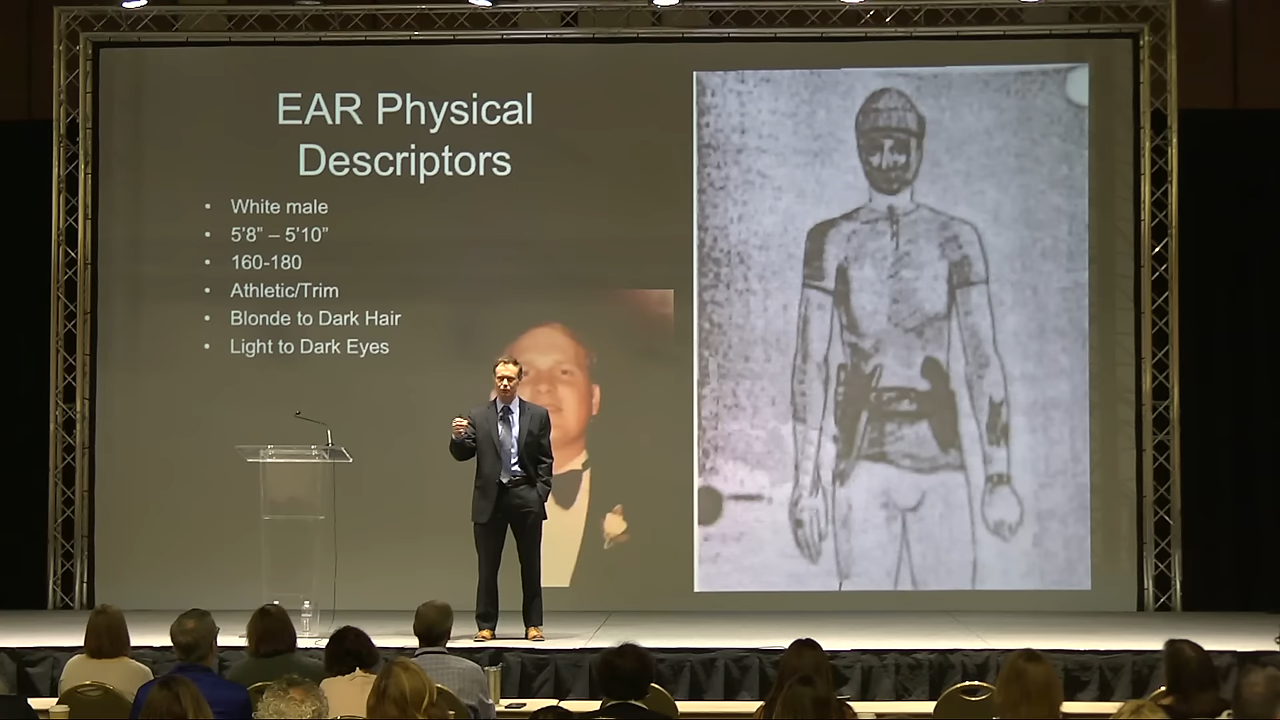 EAR Physical
Descriptors
• White male
• 5'8" – 5'10”
• 160-180
• Athletic/Trim
• Blonde to Dark Hair
• Light to Dark Eyes